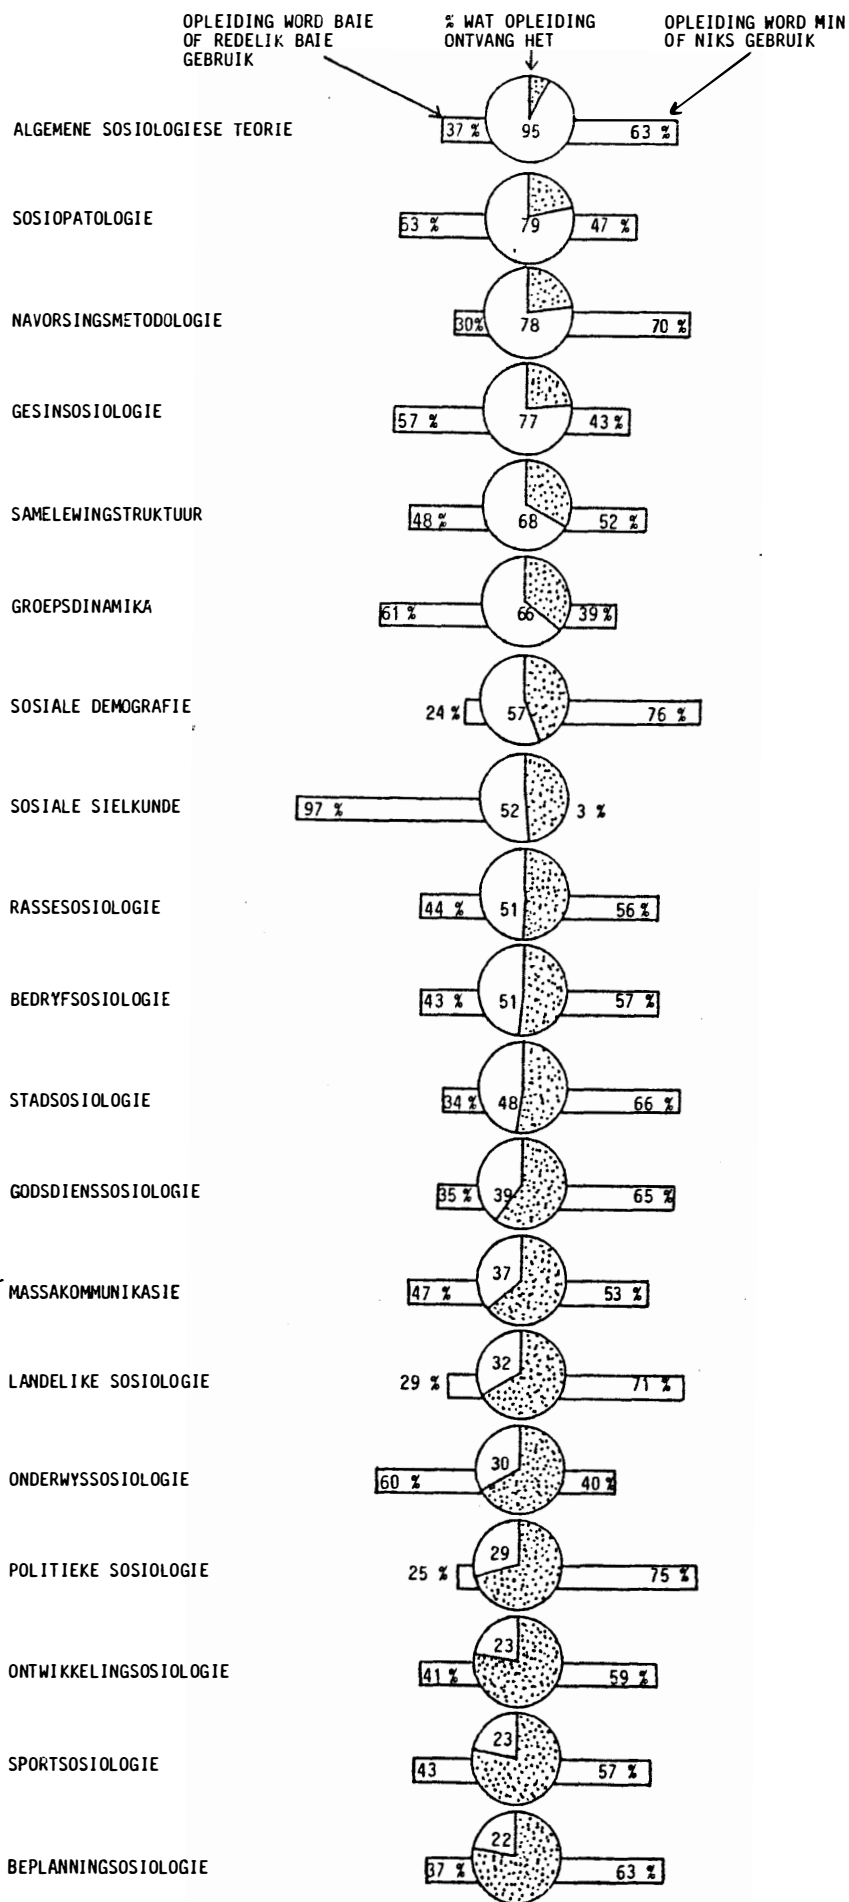 OPLEIDING WORD BAIE
OF REDELIK BAIE
GEBRUIK
% WAT OPLEIDING
ONTVANG HET
OPLEIDING WORD MIN
OF NIKS GEBRUIK
ALGEMENE SOSIOLOGIESE TEORIE 37 % 95 63 %
SOSIOPATOLOGIE 53 % 79 47 %
NAVORSINGSMETODOLOGIE 30% 78 70 %
GESINSOSIOLOGIE 57 % 77 43%
SAMELEWINGSTRUKTUUR 48 % 68 52 %
GROEPSDINAMIKA 61 % 66 39%
SOSIALE DEMOGRAFIE 24 % 57 76 %
SOSIALE SIELKUNDE 97 % 52 3 %
RASSESOSIOLOGIE 44 % 51 56 %
BEDRYFSOSIOLOGIE 43 % 51 57 %
STADSOSIOLOGIE 34 % 48 66 %
GODSDIENSSOSIOLOGIE 35 % 39 65 %
MASSAKOMMUNIKASIE 47 % 37 53 %
LANDELIKE SOSIOLOGIE 29 % 32 71 %
ONDERWYSSOSIOLOGIE 60 % 30 40%
POLITIEKE SOSIOLOGIE 25 % 29 75 %
ONTWIKKELINGSOSIOLOGIE 41 % 23 59 %
SPORTSOSIOLOGIE 43 23 57 %
BEPLANNINGSOSIOLOGIE 37 % 22 63 %